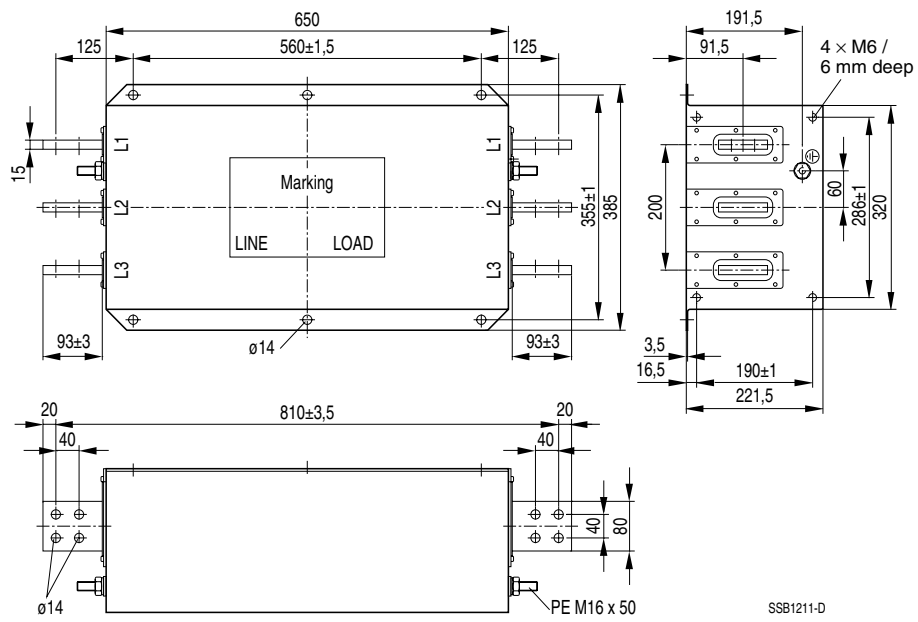 650
125
560±1,5
125
191,5
91,5
4 × M6 /
6 mm deep
L1
L1
15
Marking
L2
L2
LINE
LOAD
L3
L3
355±1
385
200
60
286±1
320
93±3
ø14
93±3
3,5
16,5
190±1
221,5
20
810±3,5
20
40
40
40
80
ø14
PE M16 x 50
SSB1211-D